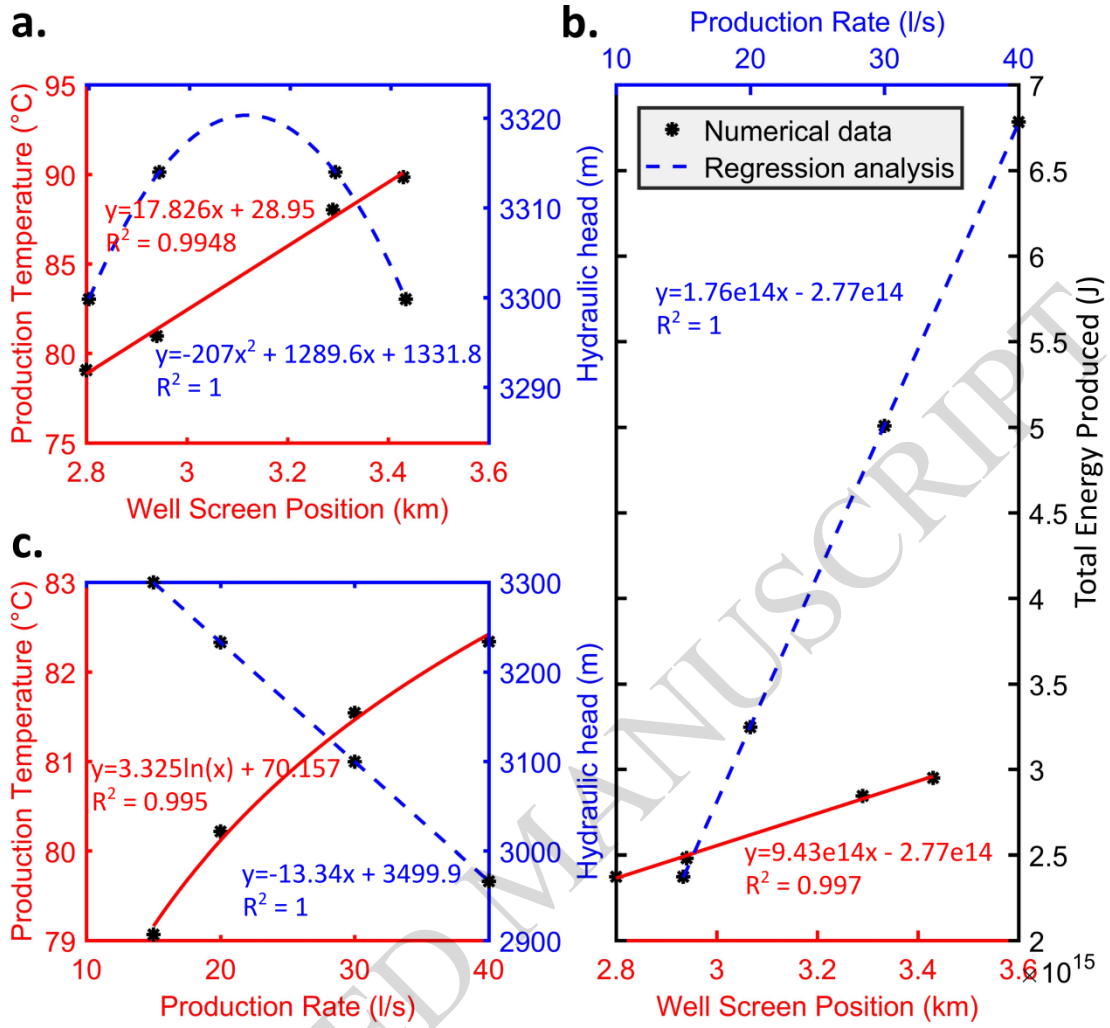 a.
95
90
85
80
75
Production Temperature (°C)
2.8
3
3.2
3.4
3.6
Well Screen Position (km)
3320
3310
3300
3290
Hydraulic head (m)
y=17.826x + 28.95
R² = 0.9948
y=-207x² + 1289.6x + 1331.8
R² = 1
b.
Production Rate (l/s)
10
20
30
40
Numerical data
Regression analysis
7
6.5
6
5.5
5
4.5
4
3.5
3
2.5
2
× 10¹⁵
Total Energy Produced (J)
y=1.76e14x - 2.77e14
R² = 1
y=9.43e14x - 2.77e14
R² = 0.997
2.8
3
3.2
3.4
3.6
Well Screen Position (km)
c.
83
82
81
80
79
Production Temperature (°C)
10
20
30
40
Production Rate (l/s)
3300
3200
3100
3000
2900
Hydraulic head (m)
y=3.325ln(x) + 70.157
R² = 0.995
y=-13.34x + 3499.9
R² = 1
ED MANUSCRIPT